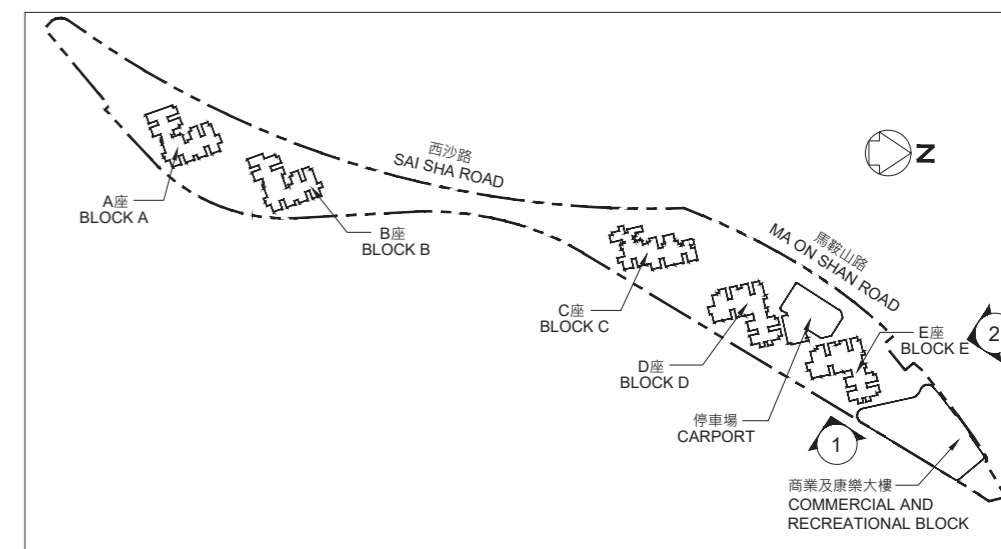 西沙路
SAI SHA ROAD
N
A座
BLOCK A
B座
BLOCK B
馬鞍山路
MA ON SHAN ROAD
C座
BLOCK C
E座
BLOCK E
2
D座
BLOCK D
停車場
CARPORT
1
商業及康樂大樓
COMMERCIAL AND
RECREATIONAL BLOCK